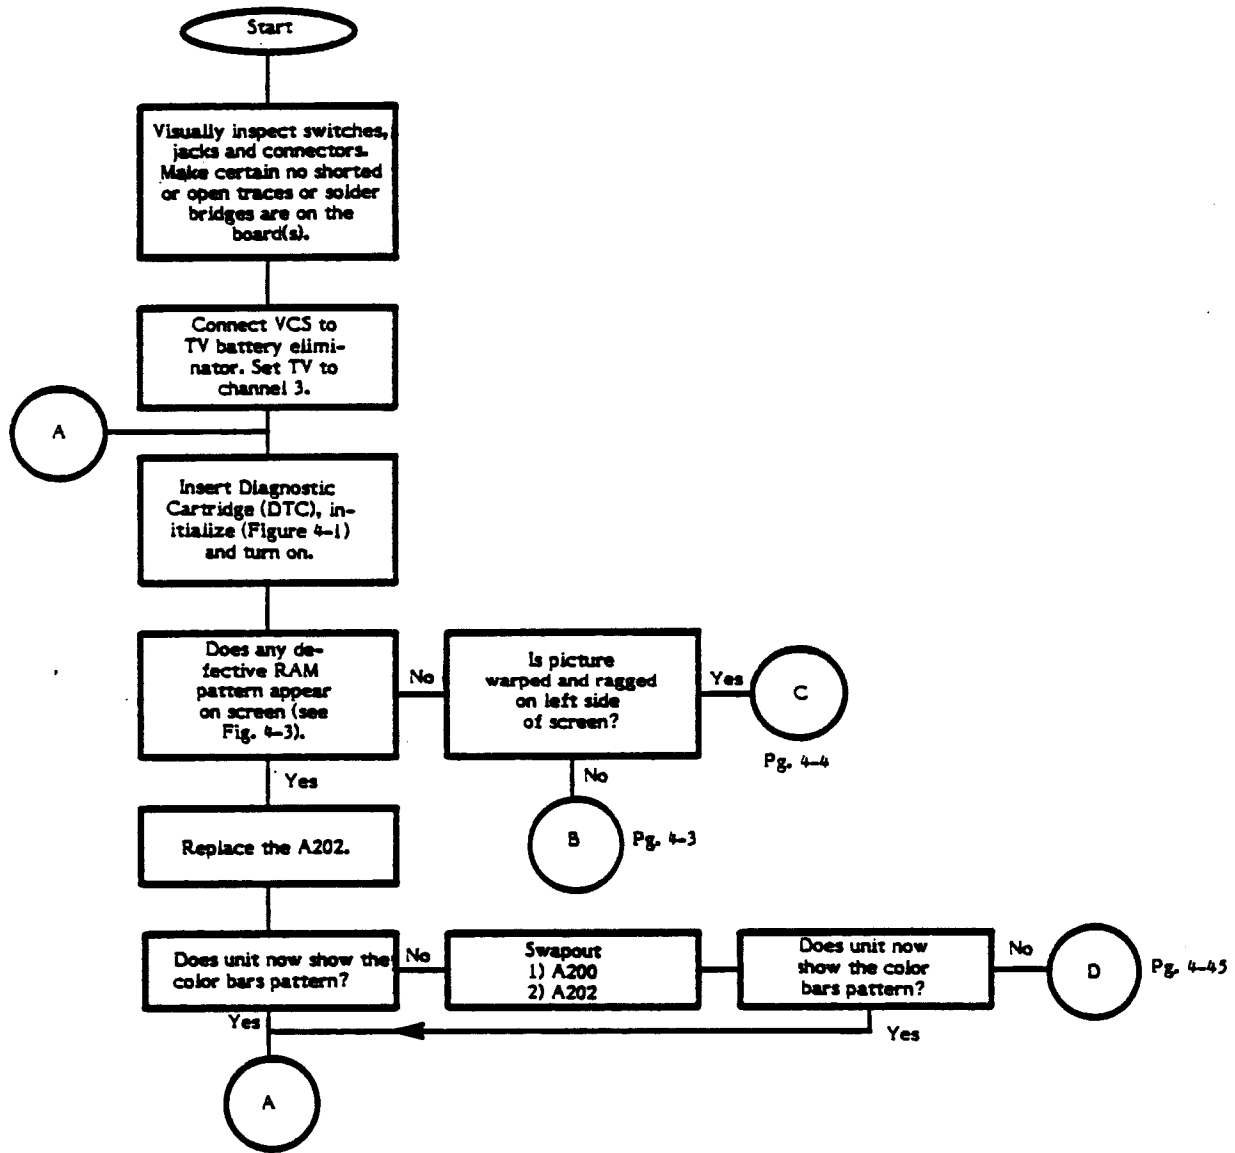 Start
Visually inspect switches,
jacks and connectors.
Make certain no shorted
or open traces or solder
bridges are on the
board(s).
Connect VCS to
TV battery elimi-
nator. Set TV to
channel 3.
A
Insert Diagnostic
Cartridge (DTC), in-
itialize (Figure 4-1)
and turn on.
Does any de-
fective RAM
pattern appear
on screen (see
Fig. 4-3).
No
Is picture
warped and ragged
on left side
of screen?
Yes
C
Pg. 4-4
Yes
No
B
Pg. 4-3
Replace the A202.
Does unit now show the
color bars pattern?
No
Swapout
1) A200
2) A202
Does unit now
show the color
bars pattern?
No
D
Pg. 4-45
Yes
Yes
A